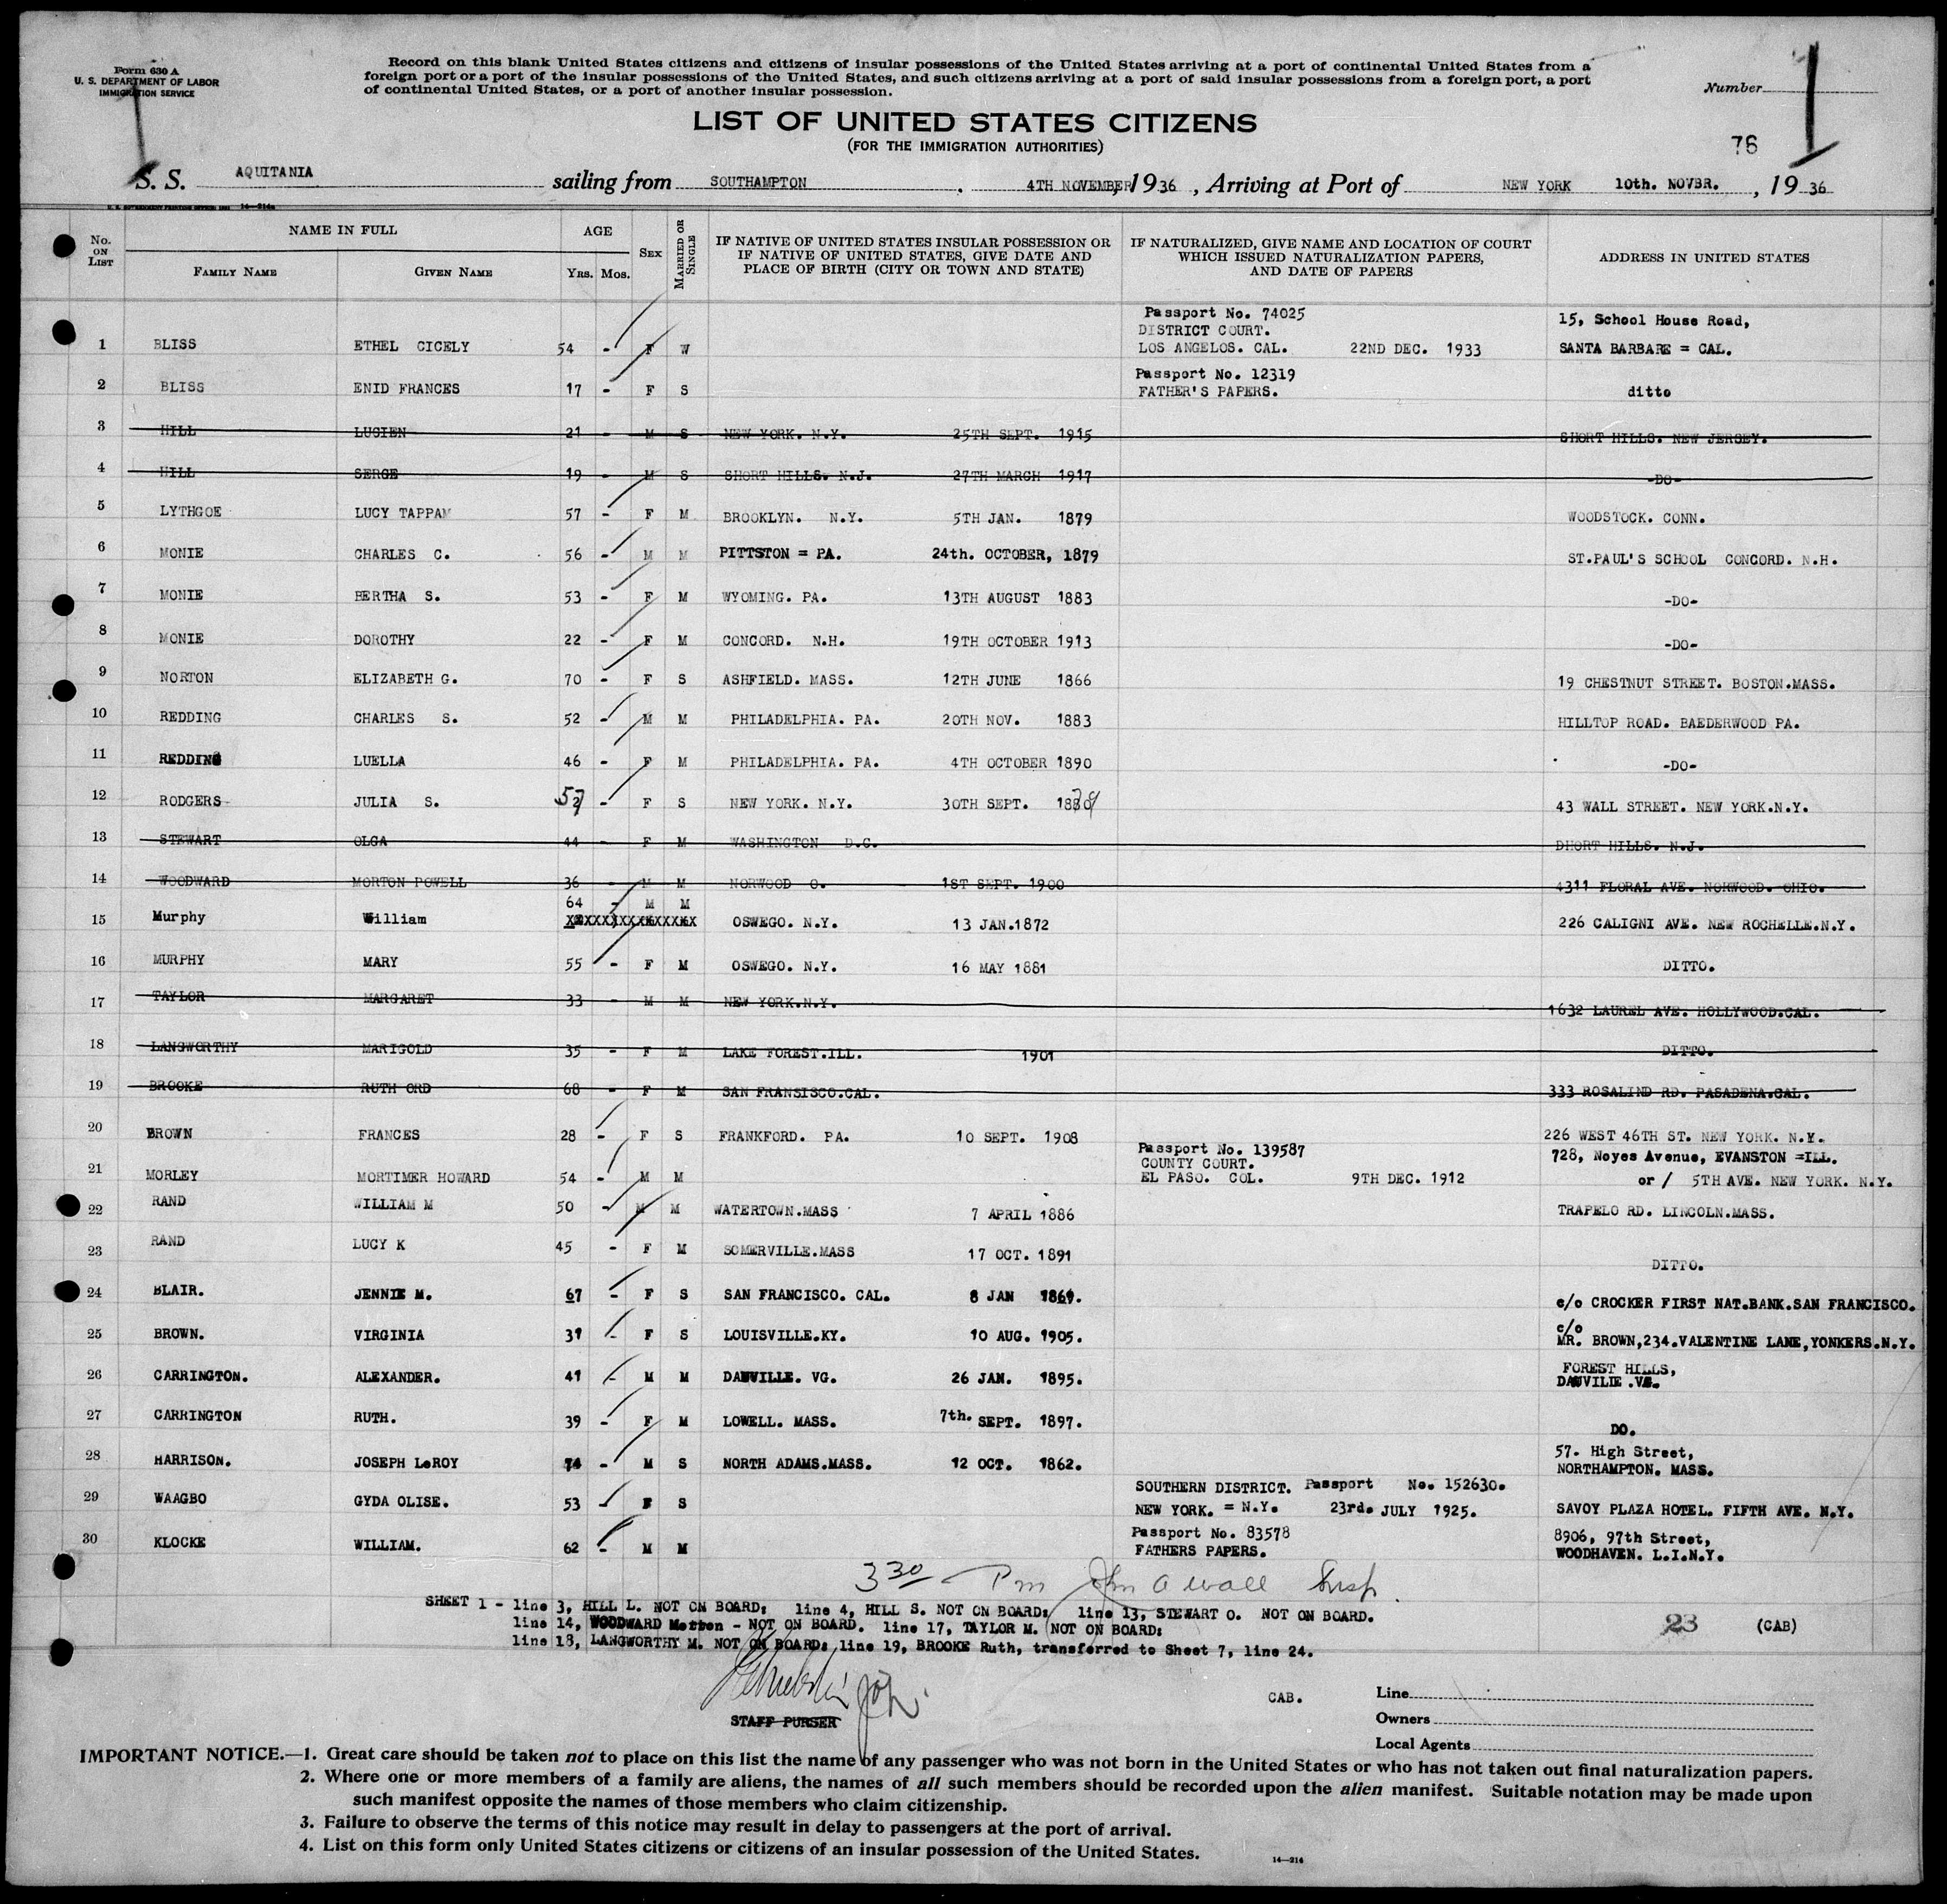 Form 630 A
U. S. DEPARTMENT OF LABOR
IMMIGRATION SERVICE
Record on this blank United States citizens and citizens of insular possessions of the United States arriving at a port of continental United States from a
foreign port or a port of the insular possessions of the United States, and such citizens arriving at a port of said insular possessions from a foreign port, a port
of continental United States, or a port of another insular possession.
Number
1
LIST OF UNITED STATES CITIZENS
(FOR THE IMMIGRATION AUTHORITIES)
76
S. S. AQUITANIA sailing from SOUTHAMPTON, 4TH NOVEMBER, 1936, Arriving at Port of NEW YORK 10th. NOVBR., 1936
14—214
No. ON LIST
NAME IN FULL
FAMILY NAME GIVEN NAME
AGE
YRS. MOS.
SEX
MARRIED OR SINGLE
IF NATIVE OF UNITED STATES INSULAR POSSESSION OR
IF NATIVE OF UNITED STATES, GIVE DATE AND
PLACE OF BIRTH (CITY OR TOWN AND STATE)
IF NATURALIZED, GIVE NAME AND LOCATION OF COURT
WHICH ISSUED NATURALIZATION PAPERS,
AND DATE OF PAPERS
ADDRESS IN UNITED STATES
Passport No. 74025
DISTRICT COURT. 15, School House Road,
1 BLISS ETHEL CICELY 54 - F W LOS ANGELOS. CAL. 22ND DEC. 1933 SANTA BARBARE = CAL.
Passport No. 12319
2 BLISS ENID FRANCES 17 - F S FATHER'S PAPERS. ditto
3 HILL LUCIEN 21 - M S NEW YORK. N.Y. 25TH SEPT. 1915 SHORT HILLS. NEW JERSEY.
4 HILL SERGE 19 - M S SHORT HILLS. N.J. 27TH MARCH 1917 -DO-
5 LYTHGOE LUCY TAPPAM 57 - F M BROOKLYN. N.Y. 5TH JAN. 1879 WOODSTOCK. CONN.
6 MONIE CHARLES C. 56 - M M PITTSTON = PA. 24th. OCTOBER, 1879 ST.PAUL'S SCHOOL CONCORD. N.H.
7 MONIE BERTHA S. 53 - F M WYOMING. PA. 13TH AUGUST 1883 -DO-
8 MONIE DOROTHY 22 - F M CONCORD. N.H. 19TH OCTOBER 1913 -DO-
9 NORTON ELIZABETH G. 70 - F S ASHFIELD. MASS. 12TH JUNE 1866 19 CHESTNUT STREET. BOSTON.MASS.
10 REDDING CHARLES S. 52 - M M PHILADELPHIA. PA. 20TH NOV. 1883 HILLTOP ROAD. BAEDERWOOD PA.
11 REDDING LUELLA 46 - F M PHILADELPHIA. PA. 4TH OCTOBER 1890 -DO-
12 RODGERS JULIA S. 57 - F S NEW YORK. N.Y. 30TH SEPT. 1879 43 WALL STREET. NEW YORK.N.Y.
13 STEWART OLGA 44 - F M WASHINGTON D.C. DHORT HILLS. N.J.
14 WOODWARD MORTON POWELL 36 - M M NORWOOD O. 1ST SEPT. 1900 4311 FLORAL AVE. NORWOOD. OHIO.
64 - M M
15 Murphy William XXXXXXXXXXXXXXX OSWEGO. N.Y. 13 JAN.1872 226 CALIGNI AVE. NEW ROCHELLE.N.Y.
16 MURPHY MARY 55 - F M OSWEGO. N.Y. 16 MAY 1881 DITTO.
17 TAYLOR MARGARET 33 - M M NEW YORK.N.Y. 1632 LAUREL AVE. HOLLYWOOD.CAL.
18 LANGWORTHY MARIGOLD 35 - F M LAKE FOREST.ILL. 1901 DITTO.
19 BROOKE RUTH ORD 68 - F M SAN FRANSISCO.CAL. 333 ROSALIND RD. PASADENA.CAL.
20 BROWN FRANCES 28 - F S FRANKFORD. PA. 10 SEPT. 1908 226 WEST 46TH ST. NEW YORK. N.Y.
Passport No. 139587
COUNTY COURT. 728, Noyes Avenue, EVANSTON =ILL.
21 MORLEY MORTIMER HOWARD 54 - M M EL PASO. COL. 9TH DEC. 1912 or / 5TH AVE. NEW YORK. N.Y.
22 RAND WILLIAM M 50 - M M WATERTOWN.MASS 7 APRIL 1886 TRAPELO RD. LINCOLN.MASS.
23 RAND LUCY K 45 - F M SOMERVILLE.MASS 17 OCT. 1891 DITTO.
24 BLAIR. JENNIE M. 67 - F S SAN FRANCISCO. CAL. 8 JAN 1869. c/o CROCKER FIRST NAT.BANK.SAN FRANCISCO.
c/o
25 BROWN. VIRGINIA 31 - F S LOUISVILLE.KY. 10 AUG. 1905. MR. BROWN,234.VALENTINE LANE,YONKERS.N.Y.
FOREST HILLS,
26 CARRINGTON. ALEXANDER. 41 - M M DANVILLE. VG. 26 JAN. 1895. DANVILIE .VA.
27 CARRINGTON RUTH. 39 - F M LOWELL. MASS. 7th. SEPT. 1897. DO.
57. High Street,
28 HARRISON. JOSEPH LeROY 74 - M S NORTH ADAMS.MASS. 12 OCT. 1862. NORTHAMPTON. MASS.
SOUTHERN DISTRICT. Passport No. 152630.
29 WAAGBO GYDA OLISE. 53 - F S NEW YORK. = N.Y. 23rd. JULY 1925. SAVOY PLAZA HOTEL. FIFTH AVE. N.Y.
Passport No. 83578 8906, 97th Street,
30 KLOCKE WILLIAM. 62 - M M FATHERS PAPERS. WOODHAVEN. L.I.N.Y.
3 30 Pm John A Wall Insp.
SHEET 1 - line 3, HILL L. NOT ON BOARD; line 4, HILL S. NOT ON BOARD; line 13, STEWART O. NOT ON BOARD.
line 14, WOODWARD Morton - NOT ON BOARD. line 17, TAYLOR M. NOT ON BOARD;
line 18, LANGWORTHY M. NOT ON BOARD; line 19, BROOKE Ruth, transferred to Sheet 7, line 24.
23 (CAB)
STAFF PURSER
CAB.
Line
Owners
Local Agents
IMPORTANT NOTICE.—1. Great care should be taken not to place on this list the name of any passenger who was not born in the United States or who has not taken out final naturalization papers.
2. Where one or more members of a family are aliens, the names of all such members should be recorded upon the alien manifest. Suitable notation may be made upon
such manifest opposite the names of those members who claim citizenship.
3. Failure to observe the terms of this notice may result in delay to passengers at the port of arrival.
4. List on this form only United States citizens or citizens of an insular possession of the United States.
14—214